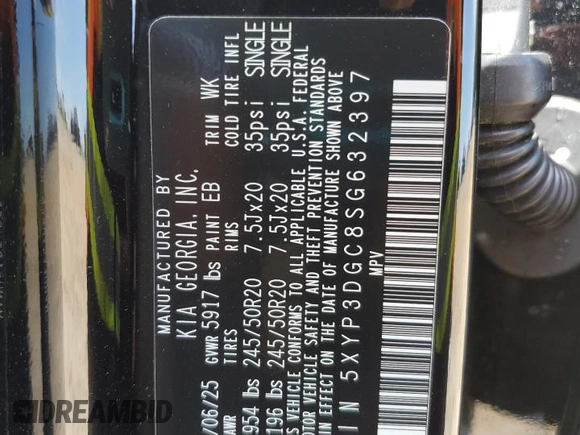 MANUFACTURED BY
KIA GEORGIA, INC.
/06/25 GVWR 5917 lbs PAINT EB TRIM WK
AWR TIRES RIMS COLD TIRE INFL
954 lbs 245/50R20 7.5Jx20 35psi SINGLE
196 lbs 245/50R20 7.5Jx20 35psi SINGLE
S VEHICLE CONFORMS TO ALL APPLICABLE U.S.A. FEDERAL
OTOR VEHICLE SAFETY AND THEFT PREVENTION STANDARDS
IN EFFECT ON THE DATE OF MANUFACTURE SHOWN ABOVE
IN 5XYP3DGC8SG632397
MPV
DREAMBID